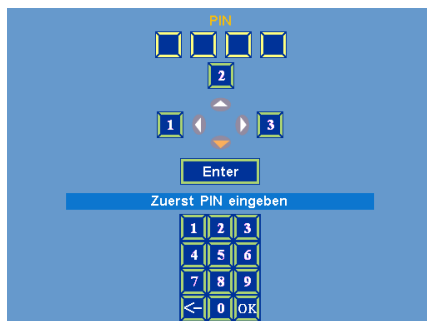 PIN
2
1 3
Enter
Zuerst PIN eingeben
1 2 3
4 5 6
7 8 9
<- 0 OK